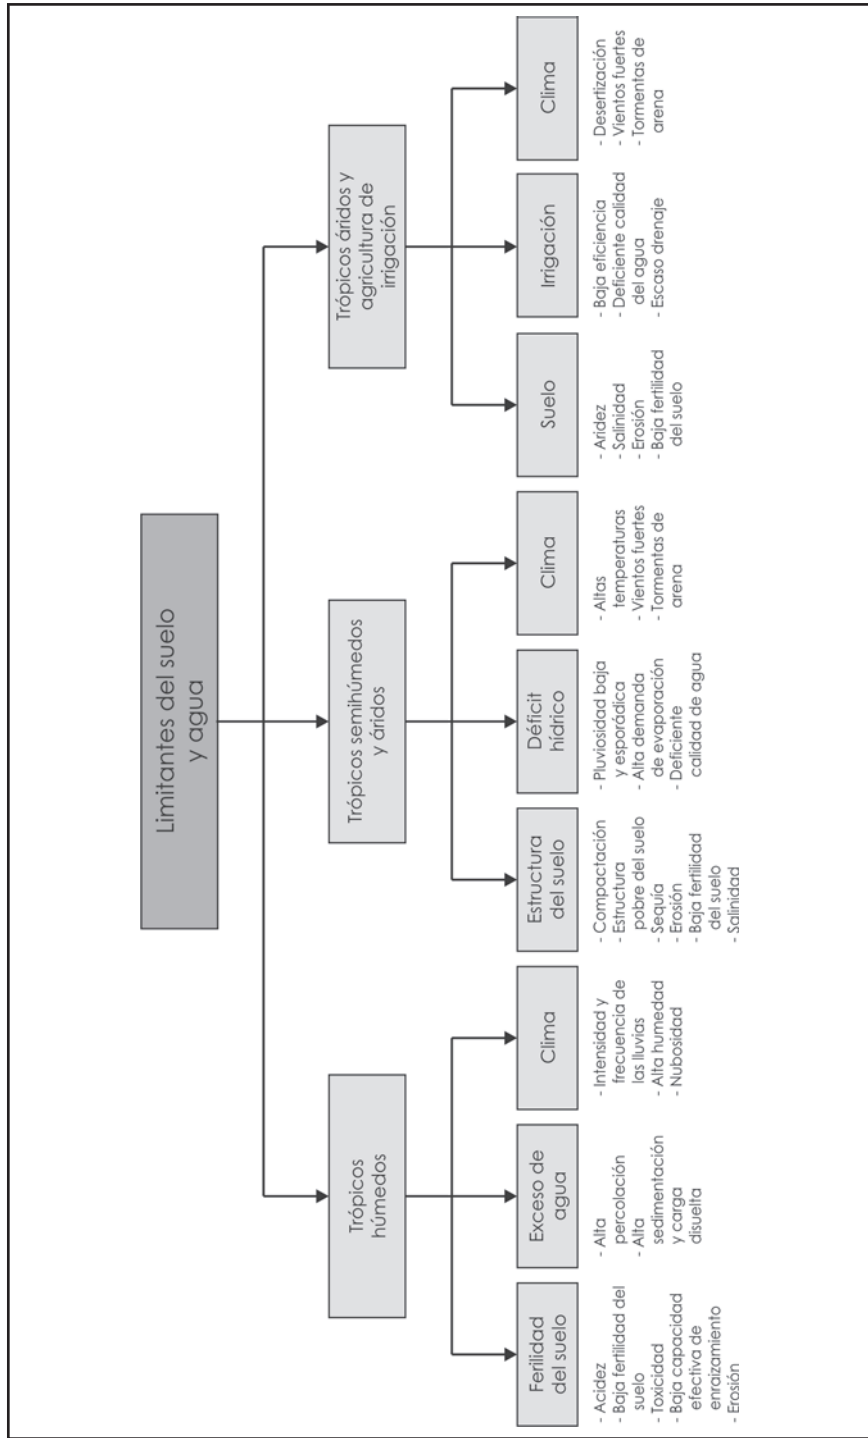 Limitantes del suelo
y agua
Trópicos
húmedos
Trópicos semihúmedos
y áridos
Trópicos áridos y
agricultura de
irrigación
Ferilidad
del suelo
- Acidez
- Baja fertilidad del
suelo
- Toxicidad
- Baja capacidad
efectiva de
enraizamiento
- Erosión
Exceso de
agua
- Alta
percolación
- Alta
sedimentación
y carga
disuelta
Clima
- Intensidad y
frecuencia de
las lluvias
- Alta humedad
- Nubosidad
Estructura
del suelo
- Compactación
- Estructura
pobre del suelo
- Sequía
- Erosión
- Baja fertilidad
del suelo
- Salinidad
Déficit
hídrico
- Pluviosidad baja
y esporádica
- Alta demanda
de evaporación
- Deficiente
calidad de agua
Clima
- Altas
temperaturas
- Vientos fuertes
- Tormentas de
arena
Suelo
- Aridez
- Salinidad
- Erosión
- Baja fertilidad
del suelo
Irrigación
- Baja eficiencia
- Deficiente calidad
del agua
- Escaso drenaje
Clima
- Desertización
- Vientos fuertes
- Tormentas de
arena